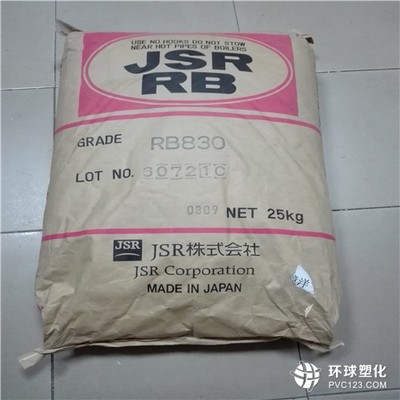 USE NO HOOKS DO NOT STOW
NEAR HOT PIPES OF BOILERS
JSR
RB
GRADE RB830
LOT NO. 607210
0309 NET 25kg
JSR JSR株式会社
JSR Corporation
MADE IN JAPAN
环球塑化
PVC123.COM